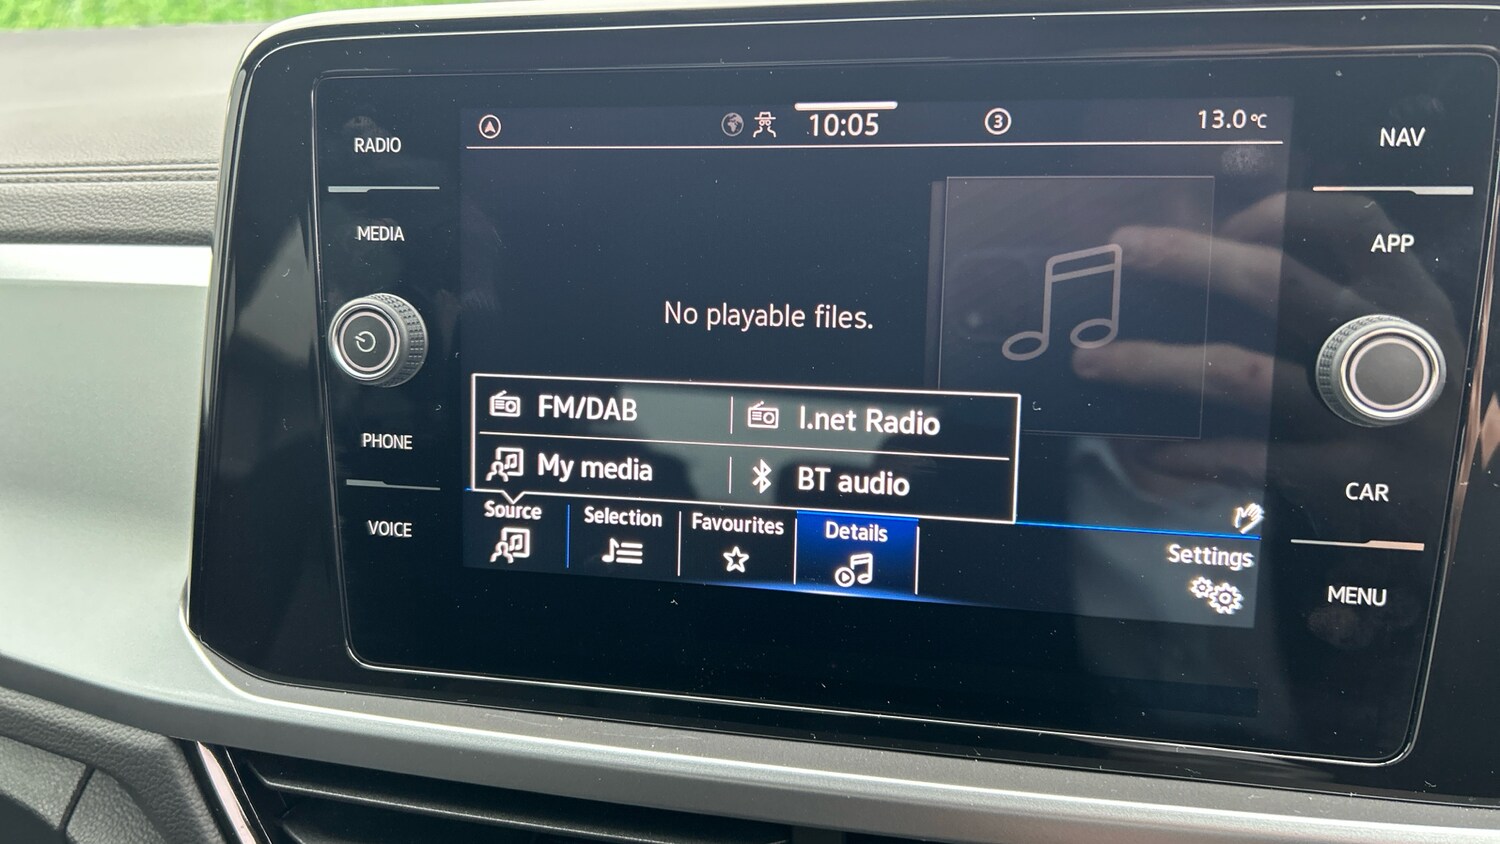 RADIO
MEDIA
PHONE
VOICE
10:05
3
13.0°C
No playable files.
FM/DAB
I.net Radio
My media
BT audio
Source
Selection
Favourites
Details
Settings
NAV
APP
CAR
MENU